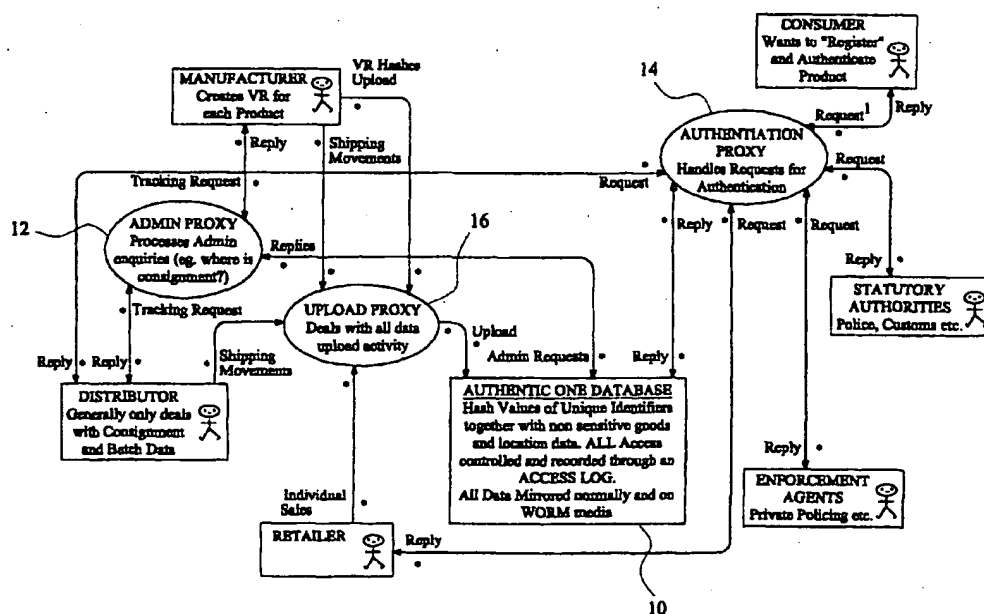 CONSUMER
Wants to "Register"
and Authenticate
Product
14
VR Hashes
Upload
MANUFACTURER
Creates VR for
each Product
Reply
Request1
AUTHENTIATION
PROXY
Handles Requests for
Authentication
Reply
Shipping
Movements
Request
Tracking Request
Request
12
ADMIN PROXY
Processes Admin
enquiries (eg. where is
consignment?)
16
Replies
Reply
Request
Request
UPLOAD PROXY
Deals with all data
upload activity
Reply
STATUTORY
AUTHORITIES
Police, Customs etc.
Tracking Request
Upload
Reply
Reply
Shipping
Movements
Admin Requests
Reply
DISTRIBUTOR
Generally only deals
with Consignment
and Batch Data
AUTHENTIC ONE DATABASE
Hash Values of Unique Identifiers
together with non sensitive goods
and location data. ALL Access
controlled and recorded through an
ACCESS LOG.
All Data Mirrored normally and on
WORM media
Reply
ENFORCEMENT
AGENTS
Private Policing etc.
Individual
Sales
RETAILER
Reply
10